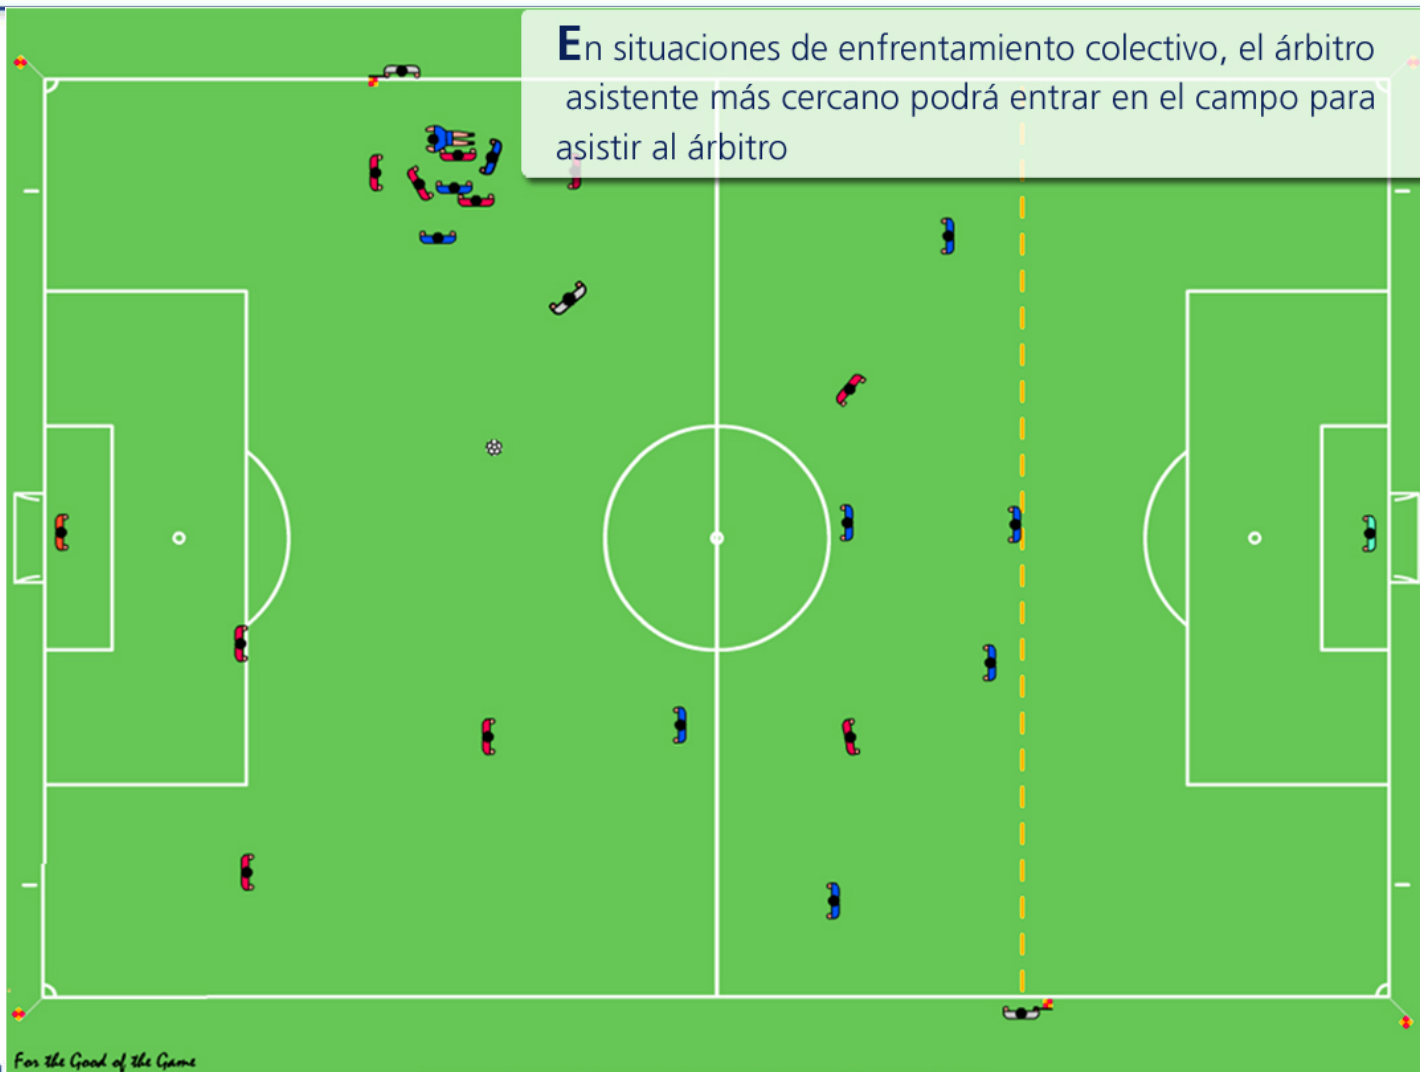 En situaciones de enfrentamiento colectivo, el árbitro
asistente más cercano podrá entrar en el campo para
asistir al árbitro
For the Good of the Game